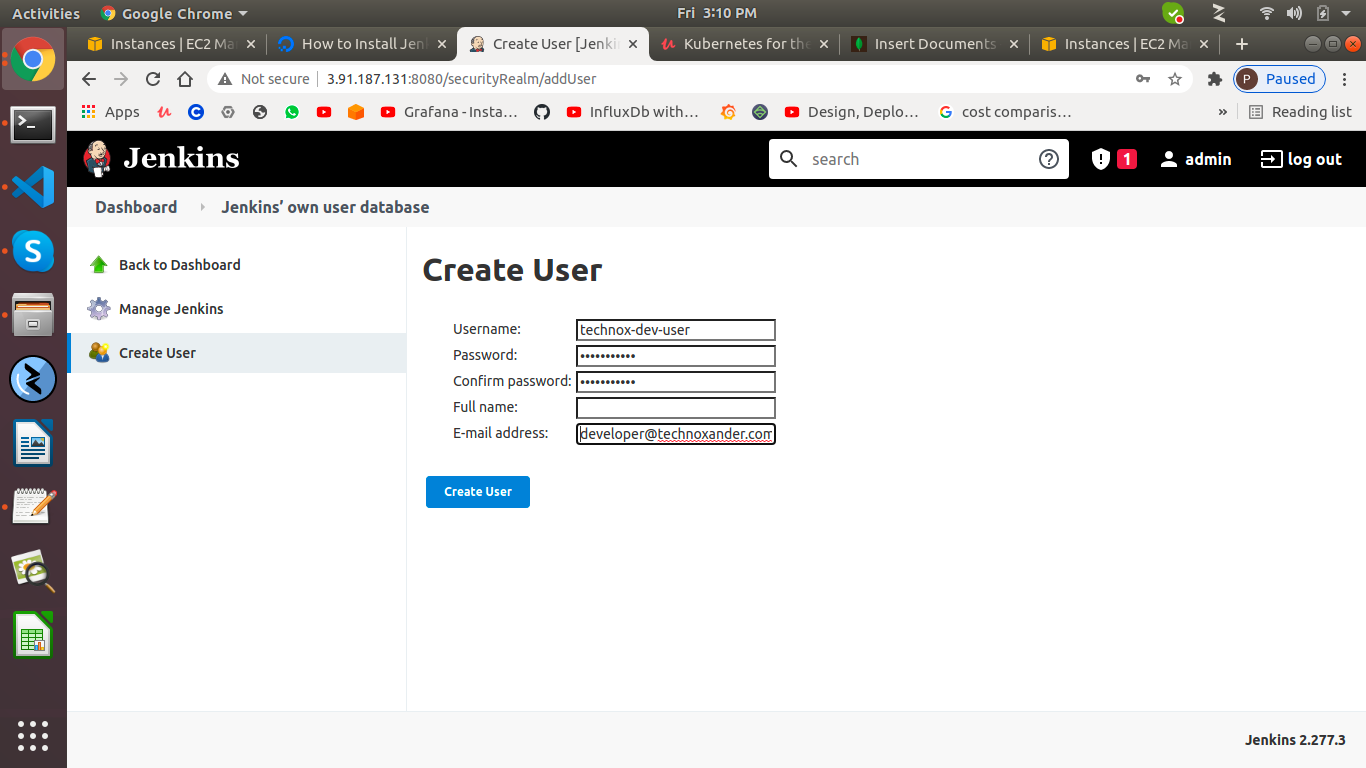 Activities Google Chrome Fri 3:10 PM
Instances | EC2 Ma How to Install Jen Create User [Jenki Kubernetes for the Insert Documents Instances | EC2 Ma
Not secure 3.91.187.131:8080/securityRealm/addUser P Paused
Apps Grafana - Insta... InfluxDb with... Design, Deplo... cost comparis... » Reading list
Jenkins search 1 admin log out
Dashboard Jenkins’ own user database
Back to Dashboard
Manage Jenkins
Create User
Create User
Username: technox-dev-user
Password: •••••••••••
Confirm password: •••••••••••
Full name:
E-mail address: developer@technoxander.com
Create User
Jenkins 2.277.3